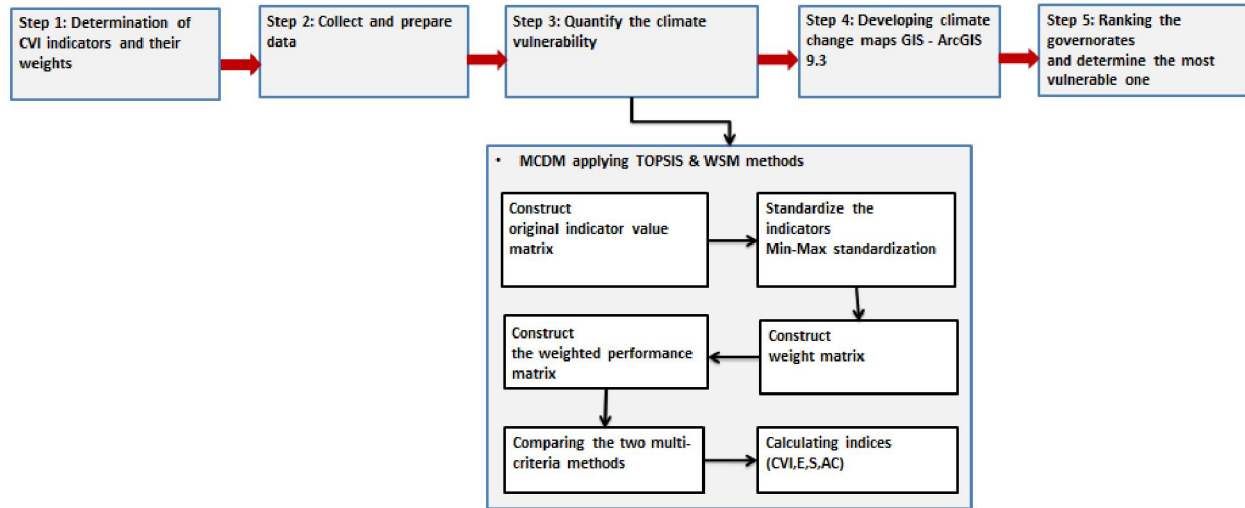 Step 1: Determination of
CVI indicators and their
weights
Step 2: Collect and prepare
data
Step 3: Quantify the climate
vulnerability
Step 4: Developing climate
change maps GIS - ArcGIS
9.3
Step 5: Ranking the
governorates
and determine the most
vulnerable one
• MCDM applying TOPSIS & WSM methods
Construct
original indicator value
matrix
Standardize the
indicators
Min-Max standardization
Construct
the weighted performance
matrix
Construct
weight matrix
Comparing the two multi-
criteria methods
Calculating indices
(CVI,E,S,AC)